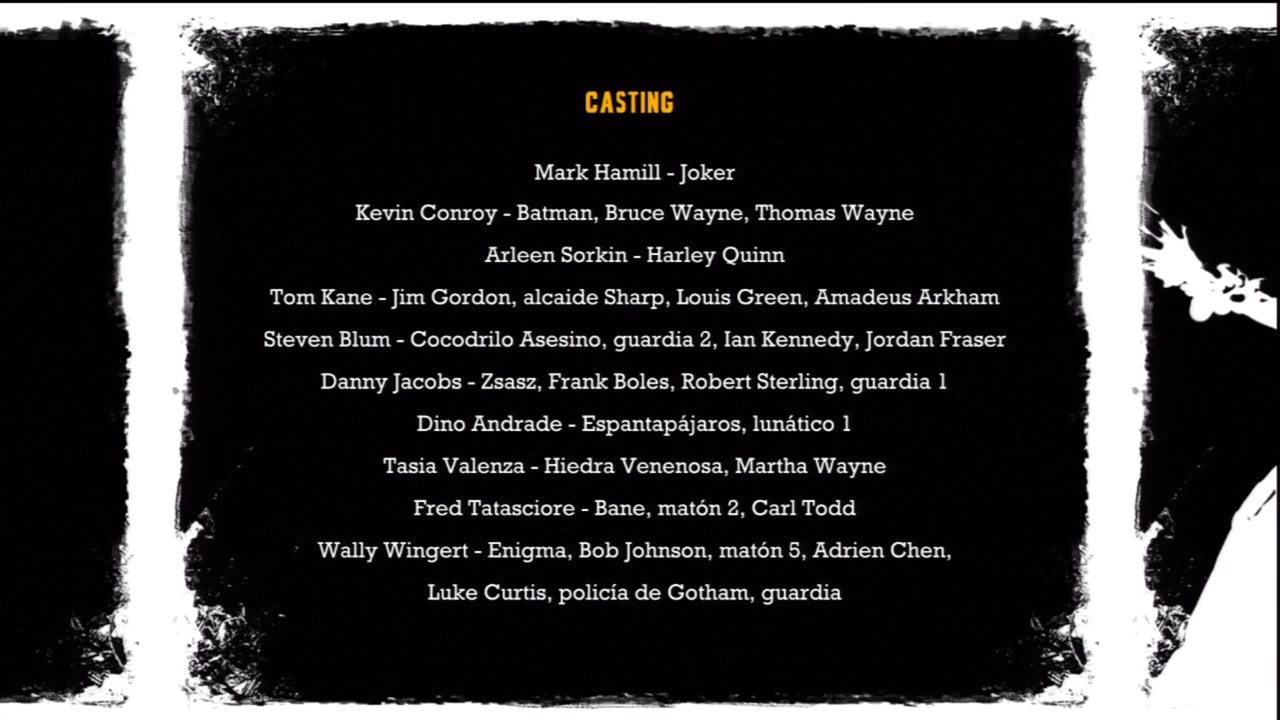 CASTING
Mark Hamill - Joker
Kevin Conroy - Batman, Bruce Wayne, Thomas Wayne
Arleen Sorkin - Harley Quinn
Tom Kane - Jim Gordon, alcaide Sharp, Louis Green, Amadeus Arkham
Steven Blum - Cocodrilo Asesino, guardia 2, Ian Kennedy, Jordan Fraser
Danny Jacobs - Zsasz, Frank Boles, Robert Sterling, guardia 1
Dino Andrade - Espantapájaros, lunático 1
Tasia Valenza - Hiedra Venenosa, Martha Wayne
Fred Tatasciore - Bane, matón 2, Carl Todd
Wally Wingert - Enigma, Bob Johnson, matón 5, Adrien Chen,
Luke Curtis, policía de Gotham, guardia